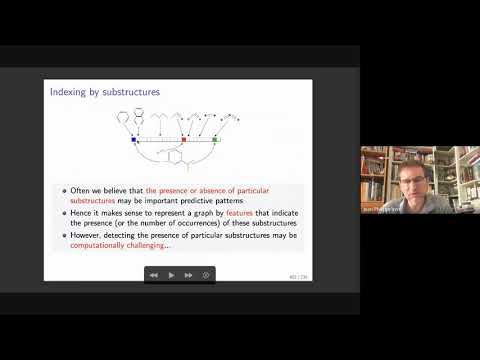 Indexing by substructures
Often we believe that the presence or absence of particular
substructures may be important predictive patterns
Hence it makes sense to represent a graph by features that indicate
the presence (or the number of occurrences) of these substructures
However, detecting the presence of particular substructures may be
computationally challenging...